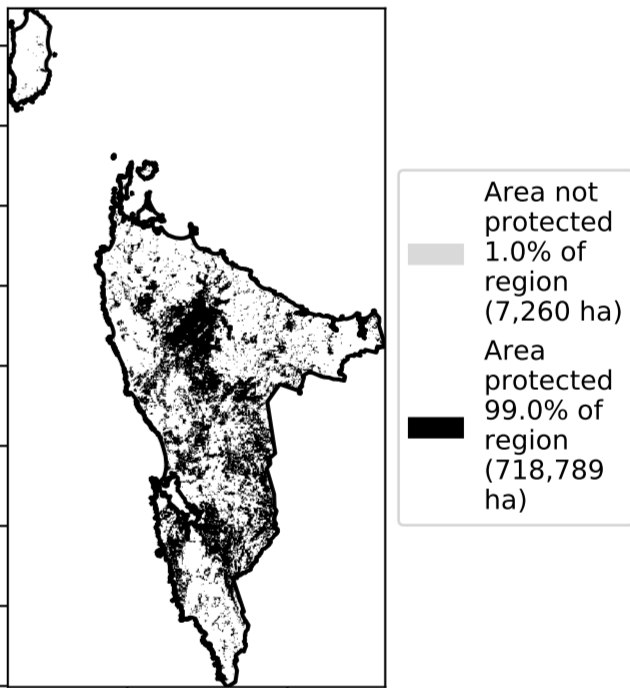 Area not
protected
1.0% of
region
(7,260 ha)
Area
protected
99.0% of
region
(718,789
ha)